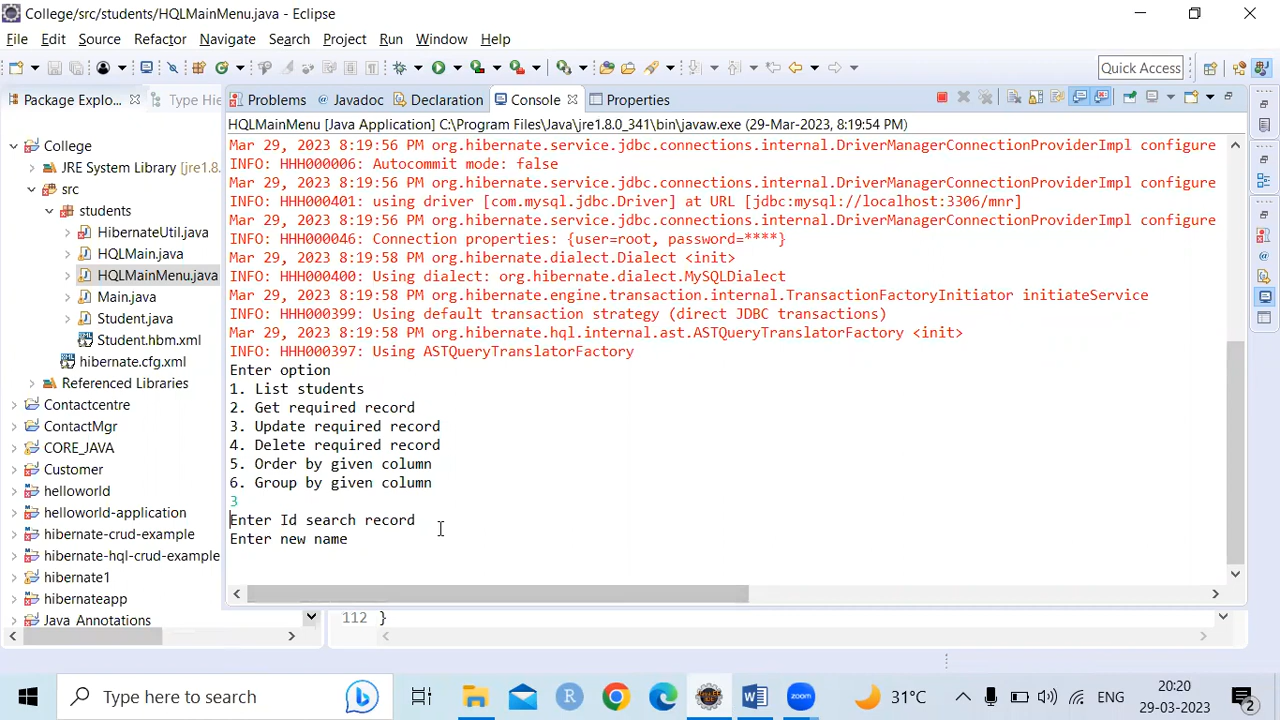 College/src/students/HQLMainMenu.java - Eclipse
File Edit Source Refactor Navigate Search Project Run Window Help
Quick Access
Package Explo... Type Hie
Problems @ Javadoc Declaration Console Properties
HQLMainMenu [Java Application] C:\Program Files\Java\jre1.8.0_341\bin\javaw.exe (29-Mar-2023, 8:19:54 PM)
College
JRE System Library [jre1.8.
src
students
HibernateUtil.java
HQLMain.java
HQLMainMenu.java
Main.java
Student.java
Student.hbm.xml
hibernate.cfg.xml
Referenced Libraries
Contactcentre
ContactMgr
CORE_JAVA
Customer
helloworld
helloworld-application
hibernate-crud-example
hibernate-hql-crud-example
hibernate1
hibernateapp
Java Annotations
Mar 29, 2023 8:19:56 PM org.hibernate.service.jdbc.connections.internal.DriverManagerConnectionProviderImpl configure
INFO: HHH000006: Autocommit mode: false
Mar 29, 2023 8:19:56 PM org.hibernate.service.jdbc.connections.internal.DriverManagerConnectionProviderImpl configure
INFO: HHH000401: using driver [com.mysql.jdbc.Driver] at URL [jdbc:mysql://localhost:3306/mnr]
Mar 29, 2023 8:19:56 PM org.hibernate.service.jdbc.connections.internal.DriverManagerConnectionProviderImpl configure
INFO: HHH000046: Connection properties: {user=root, password=****}
Mar 29, 2023 8:19:58 PM org.hibernate.dialect.Dialect <init>
INFO: HHH000400: Using dialect: org.hibernate.dialect.MySQLDialect
Mar 29, 2023 8:19:58 PM org.hibernate.engine.transaction.internal.TransactionFactoryInitiator initiateService
INFO: HHH000399: Using default transaction strategy (direct JDBC transactions)
Mar 29, 2023 8:19:58 PM org.hibernate.hql.internal.ast.ASTQueryTranslatorFactory <init>
INFO: HHH000397: Using ASTQueryTranslatorFactory
Enter option
1. List students
2. Get required record
3. Update required record
4. Delete required record
5. Order by given column
6. Group by given column
3
Enter Id search record
Enter new name
112 }
Type here to search
31°C
ENG
20:20
29-03-2023
2